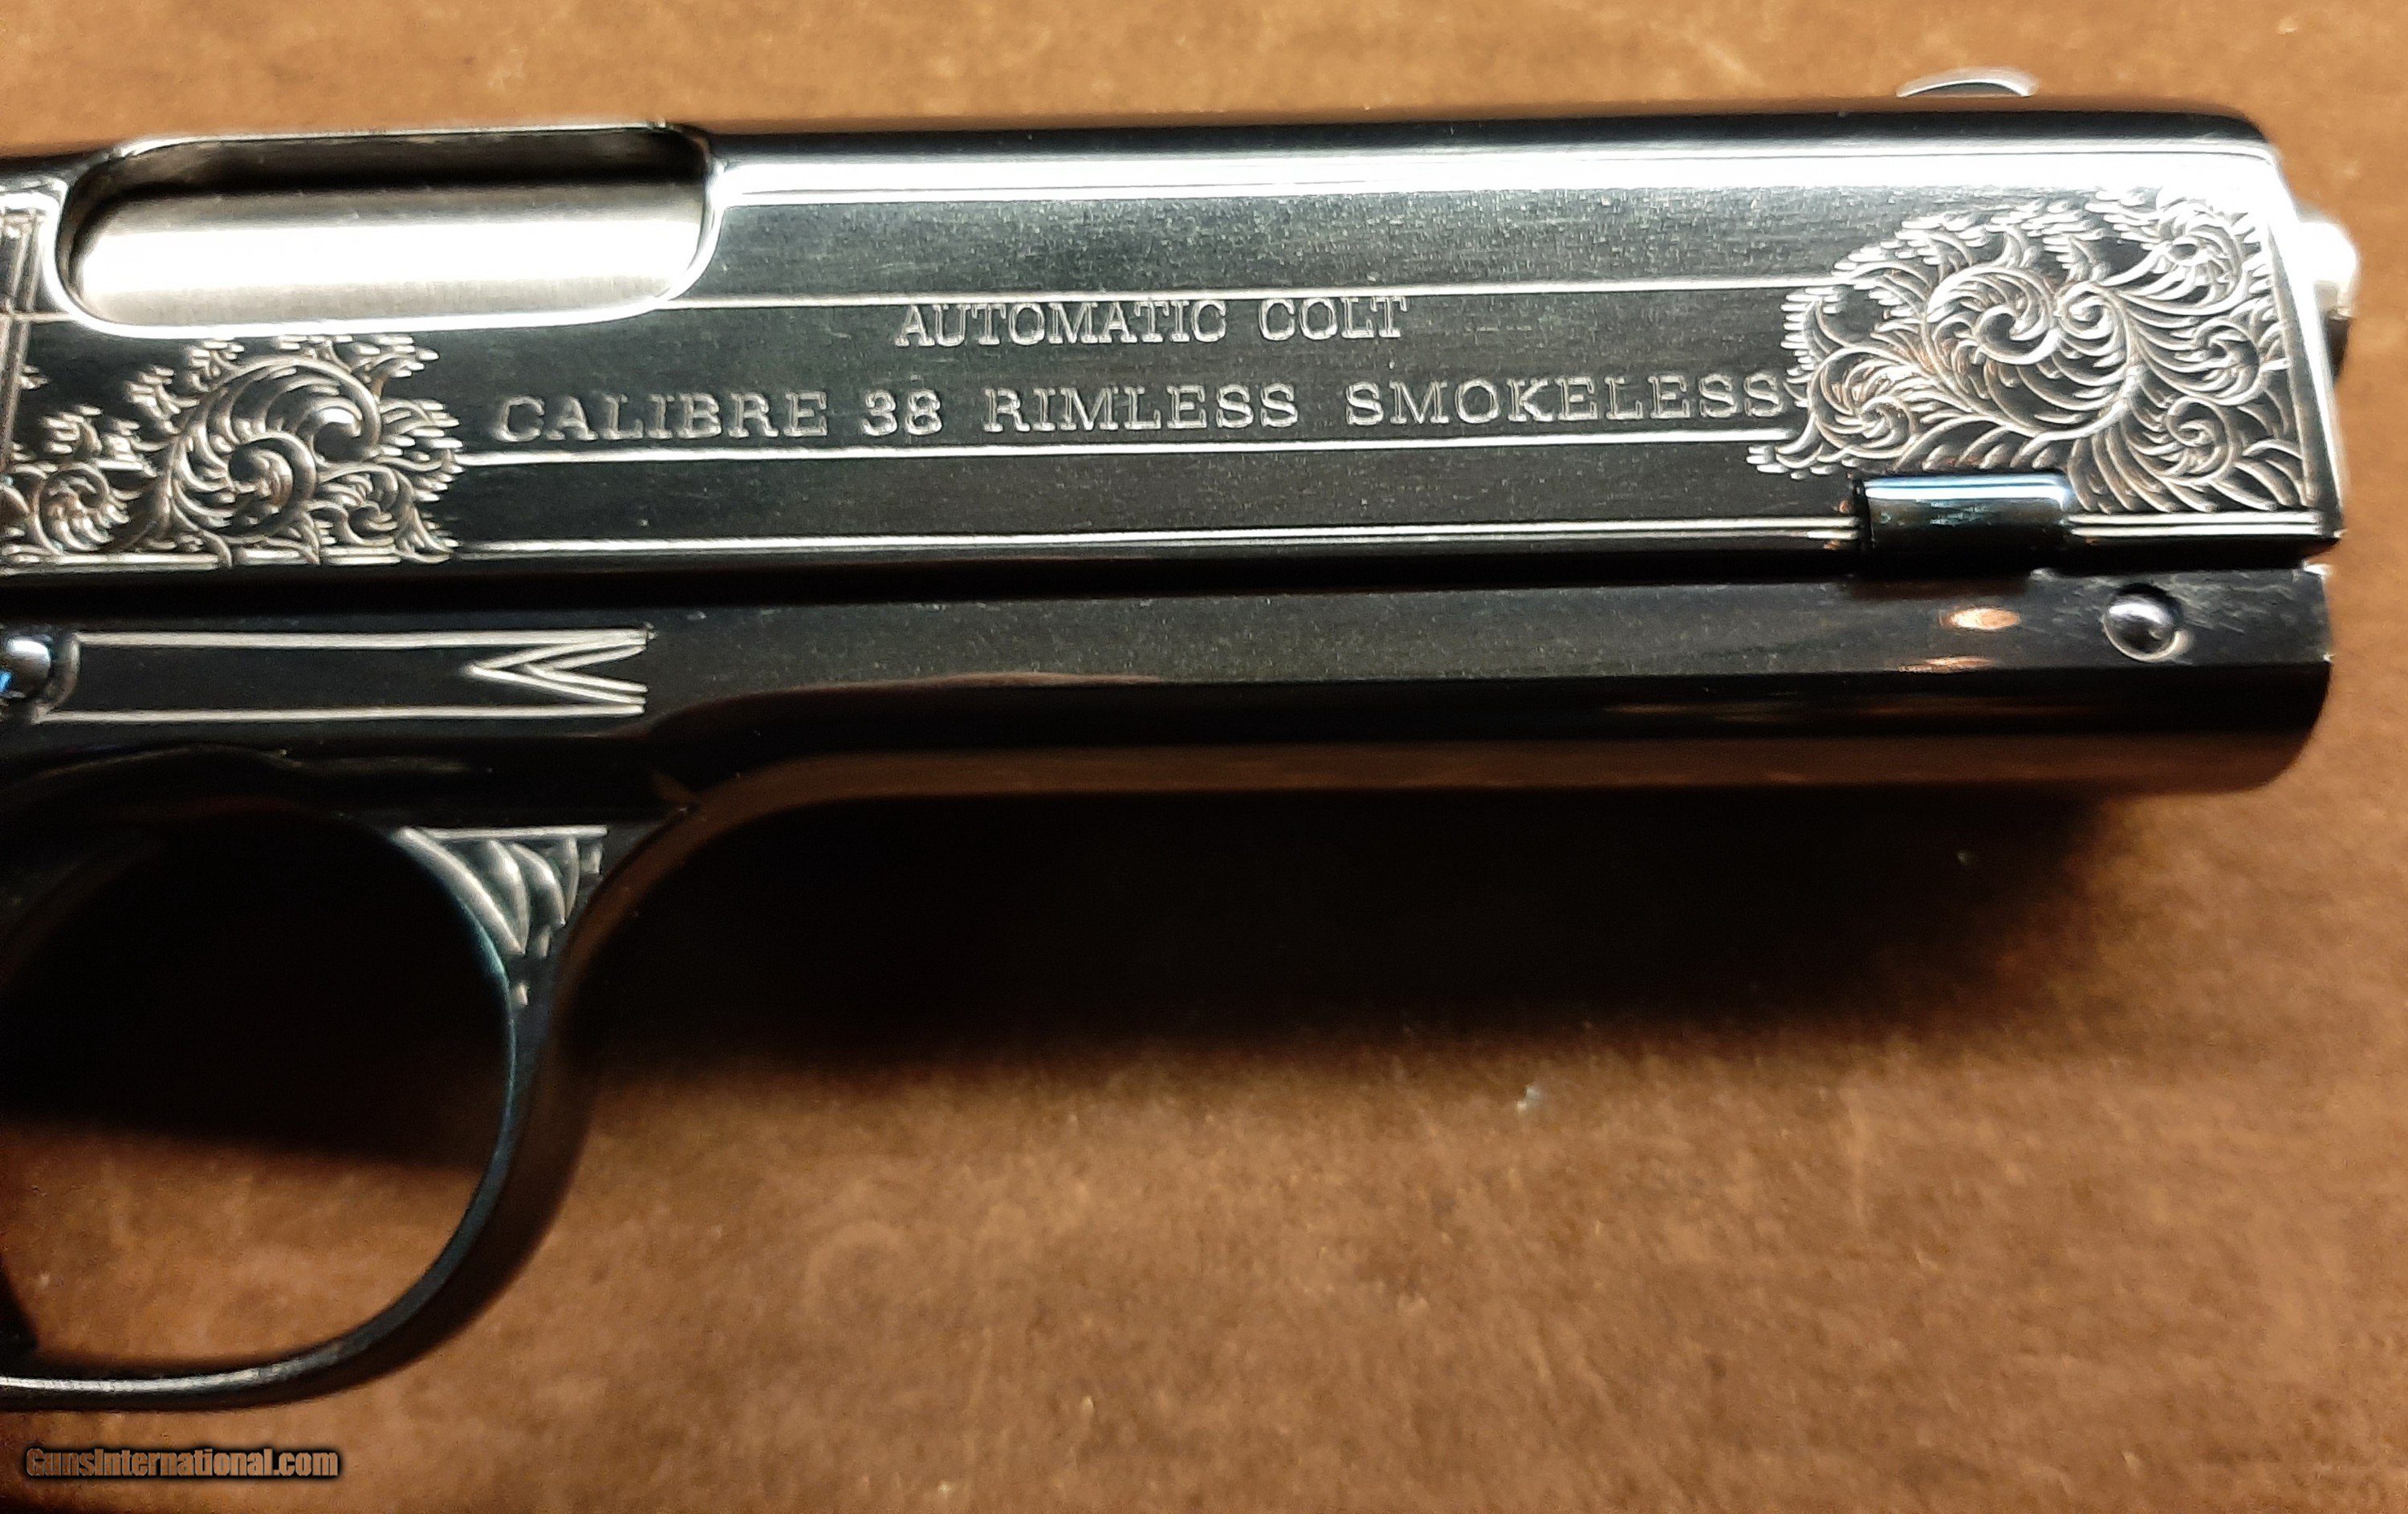 AUTOMATIC COLT
CALIBRE 38 RIMLESS SMOKELESS
GunsInternational.com